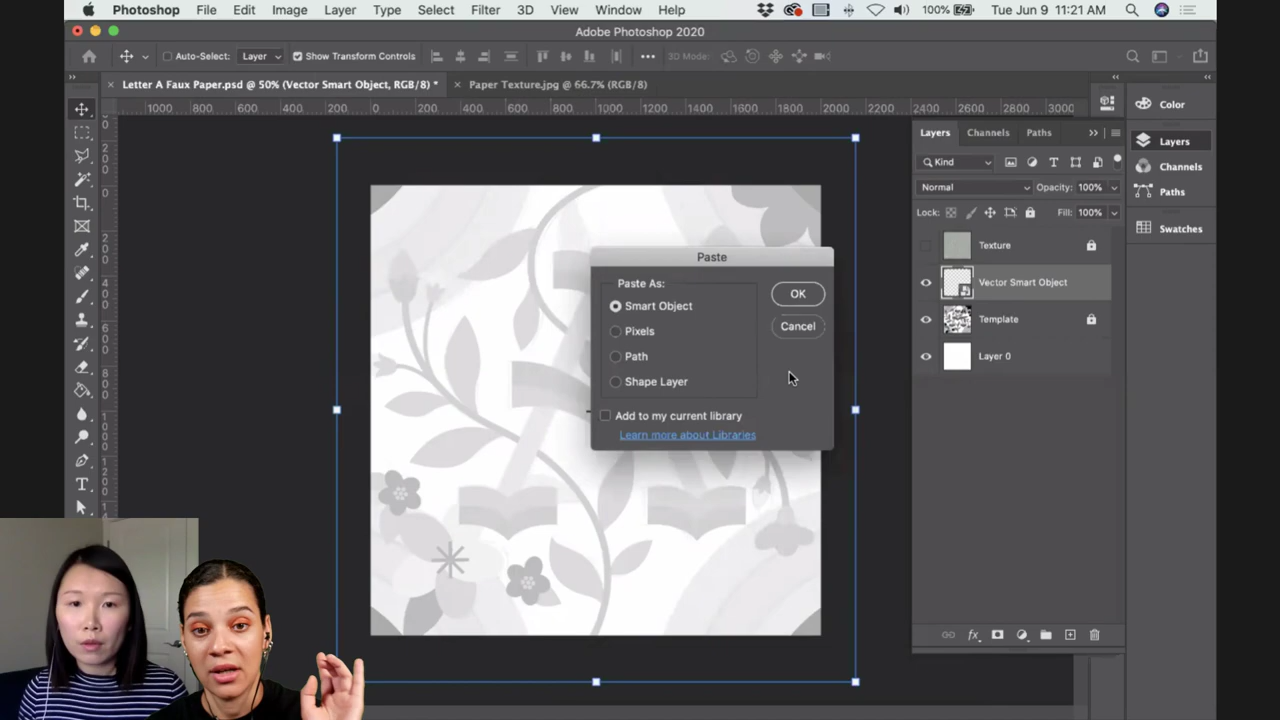 Photoshop File Edit Image Layer Type Select Filter 3D View Window Help 100% Tue Jun 9 11:21 AM
Adobe Photoshop 2020
Auto-Select: Layer Show Transform Controls 3D Mode:
Letter A Faux Paper.psd @ 50% (Vector Smart Object, RGB/8) * Paper Texture.jpg @ 66.7% (RGB/8)
1000 800 600 400 200 0 200 400 600 800 1000 1200 1400 1600 1800 2000 2200 2400 2600 2800 3000
Color
Layers Channels Paths
Layers
Kind
Channels
Normal Opacity: 100%
Paths
Lock: Fill: 100%
Swatches
Texture
Vector Smart Object
Template
Layer 0
Paste
Paste As:
Smart Object
OK
Pixels
Cancel
Path
Shape Layer
Add to my current library
Learn more about Libraries
fx